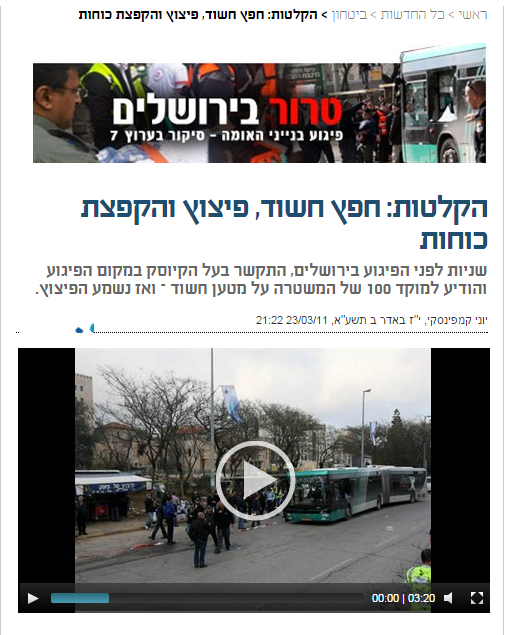 ראשי > כל החדשות > ביטחון > הקלטות: חפץ חשוד, פיצוץ והקפצת כוחות
טרור בירושלים
פיגוע בנייני האומה - סיקור בערוץ 7
הקלטות: חפץ חשוד, פיצוץ והקפצת
כוחות
שניות לפני הפיגוע בירושלים, התקשר בעל הקיוסק במקום הפיגוע
והודיע למוקד 100 של המשטרה על מטען חשוד - ואז נשמע הפיצוץ.
יוני קמפינסקי, י"ז באדר ב תשע"א, 23/03/11 21:22
00:00 | 03:20